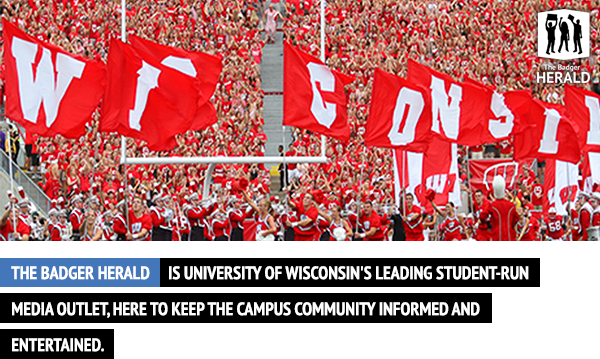 W I C O N S I
The Badger
HERALD
W
W
58
THE BADGER HERALD IS UNIVERSITY OF WISCONSIN'S LEADING STUDENT-RUN
MEDIA OUTLET, HERE TO KEEP THE CAMPUS COMMUNITY INFORMED AND
ENTERTAINED.